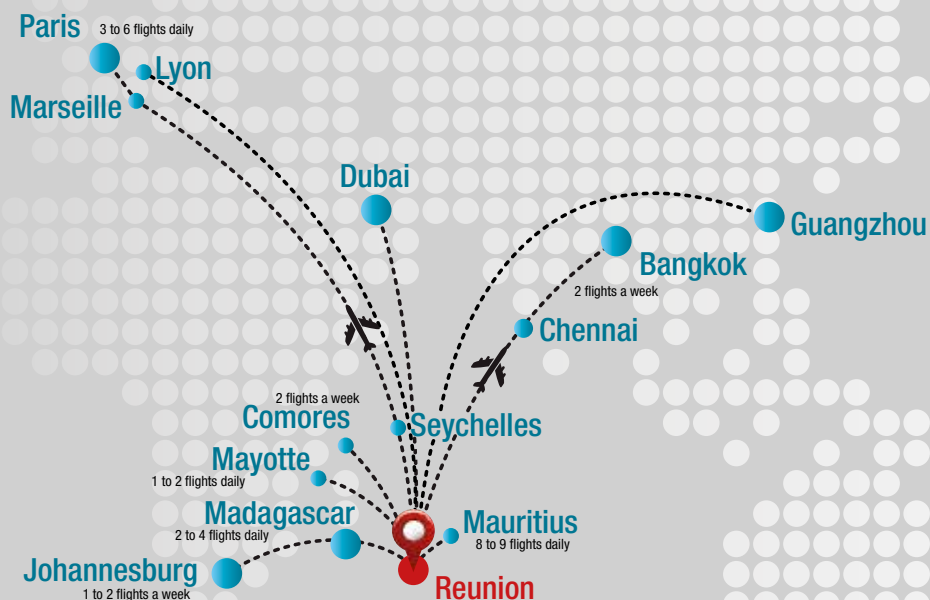 Paris
3 to 6 flights daily
Lyon
Marseille
Dubai
Guangzhou
Bangkok
2 flights a week
Chennai
2 flights a week
Comores
Seychelles
Mayotte
1 to 2 flights daily
Madagascar
2 to 4 flights daily
Mauritius
8 to 9 flights daily
Johannesburg
1 to 2 flights a week
Reunion